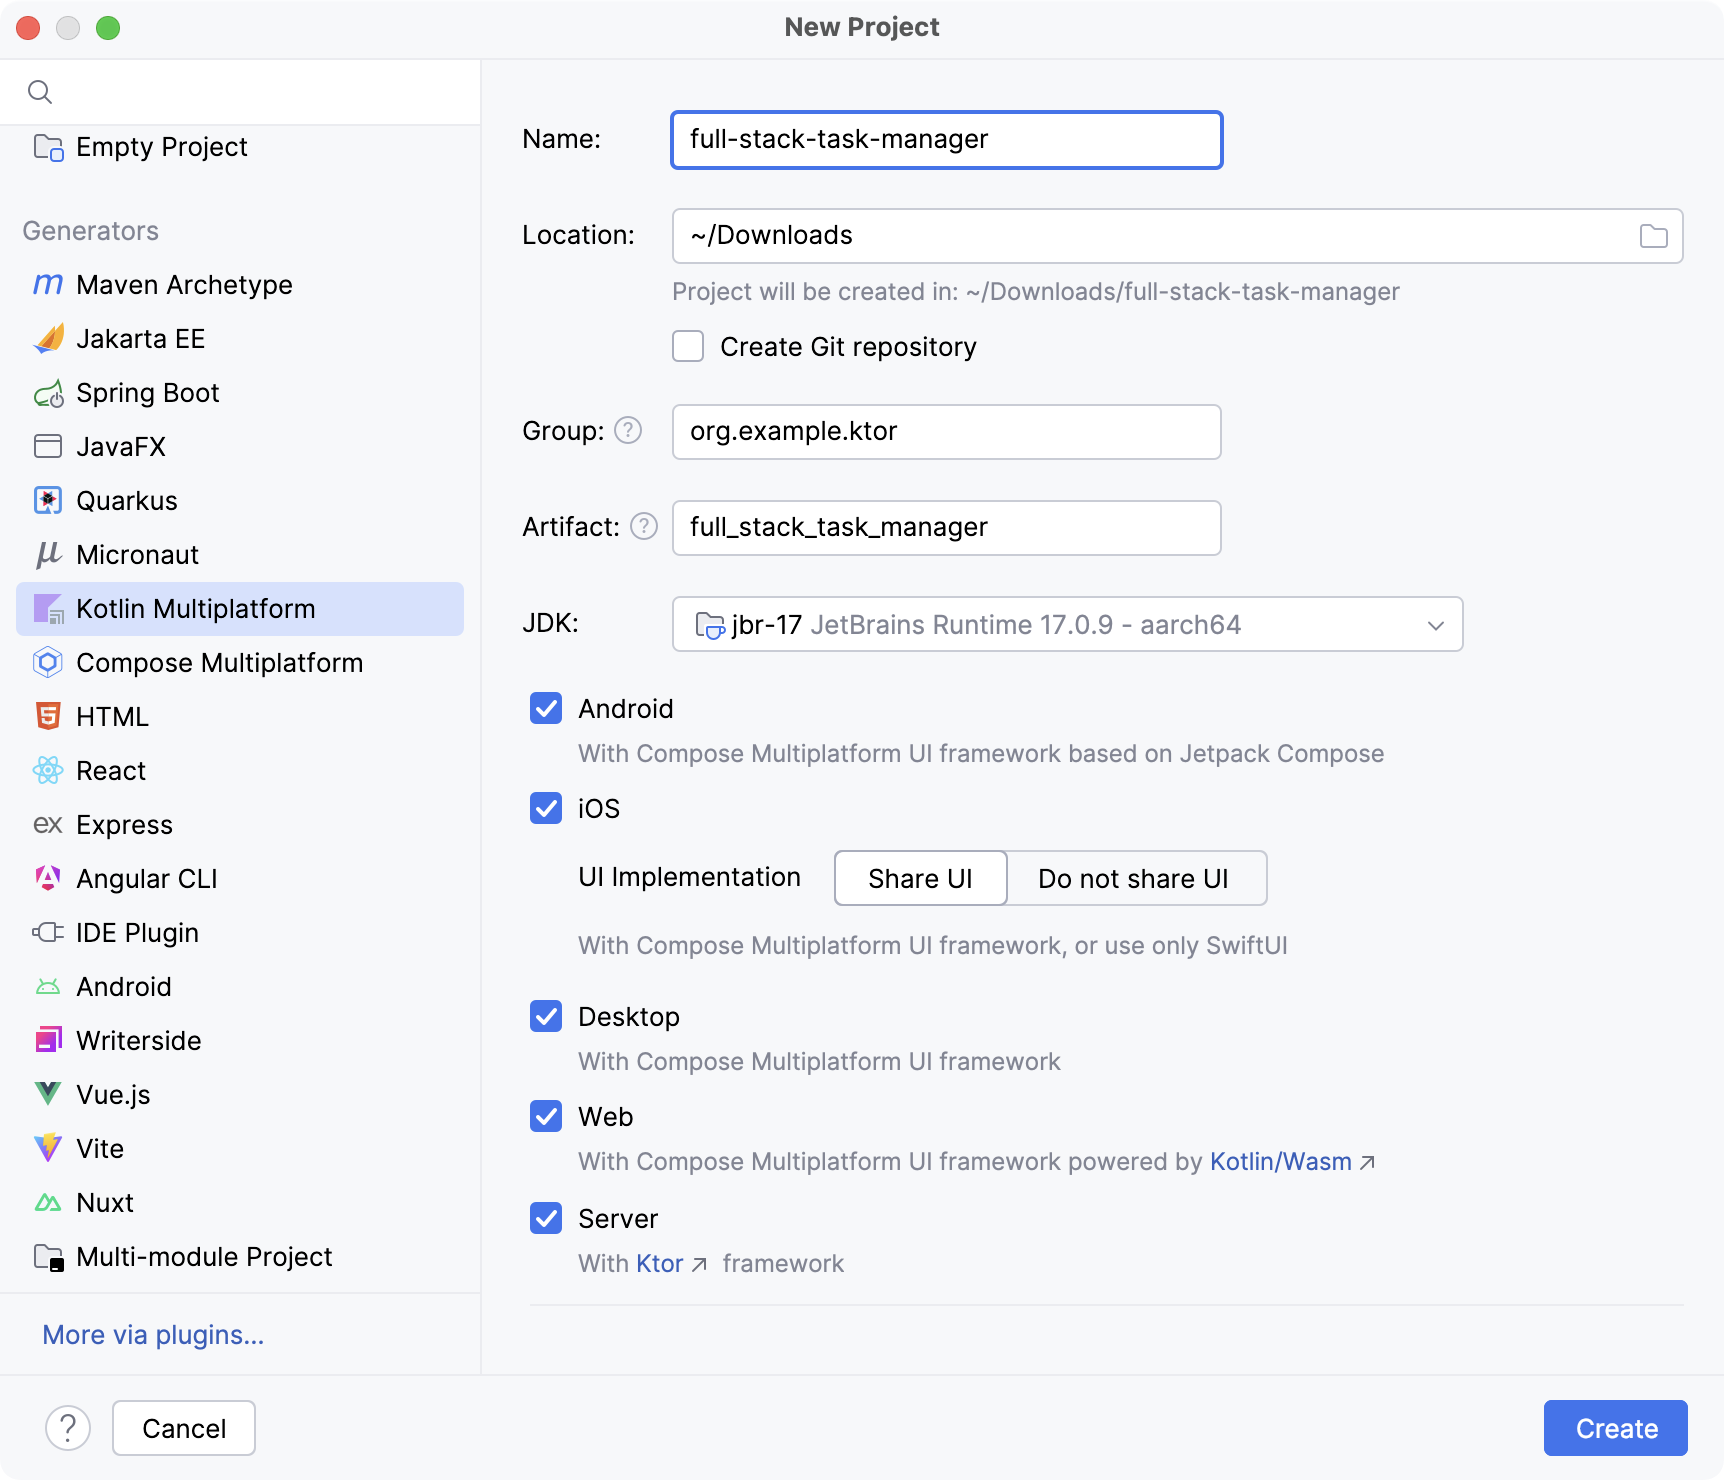 New Project
Empty Project
Generators
m Maven Archetype
Jakarta EE
Spring Boot
JavaFX
Quarkus
μ Micronaut
Kotlin Multiplatform
Compose Multiplatform
5 HTML
React
ex Express
Angular CLI
IDE Plugin
Android
Writerside
Vue.js
Vite
Nuxt
Multi-module Project
More via plugins...
Name: full-stack-task-manager
Location: ~/Downloads
Project will be created in: ~/Downloads/full-stack-task-manager
Create Git repository
Group: ? org.example.ktor
Artifact: ? full_stack_task_manager
JDK: jbr-17 JetBrains Runtime 17.0.9 - aarch64
Android
With Compose Multiplatform UI framework based on Jetpack Compose
iOS
UI Implementation Share UI Do not share UI
With Compose Multiplatform UI framework, or use only SwiftUI
Desktop
With Compose Multiplatform UI framework
Web
With Compose Multiplatform UI framework powered by Kotlin/Wasm ↗
Server
With Ktor ↗ framework
? Cancel Create